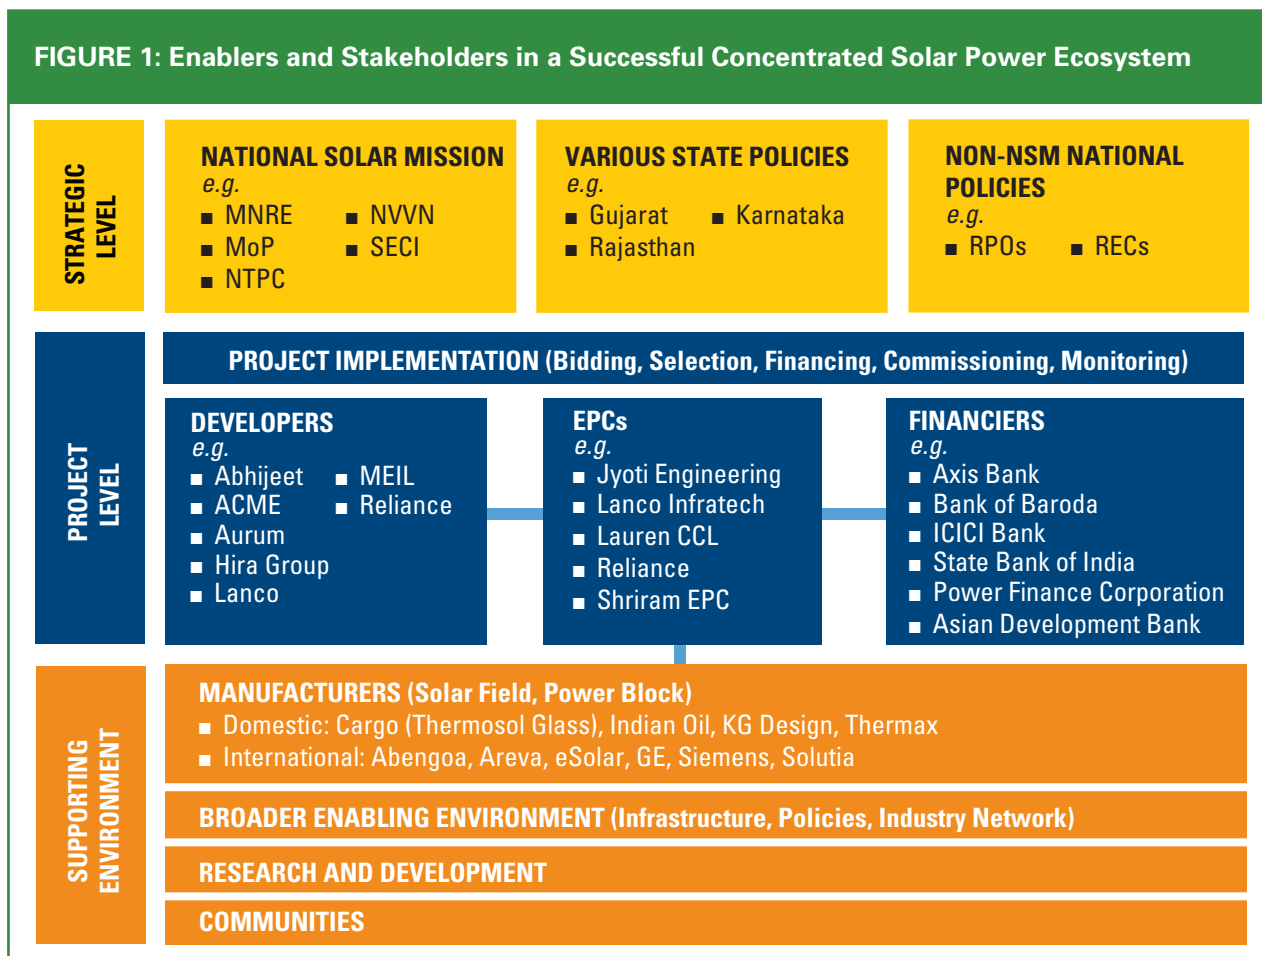 FIGURE 1: Enablers and Stakeholders in a Successful Concentrated Solar Power Ecosystem
STRATEGIC
LEVEL
NATIONAL SOLAR MISSION
e.g.
■ MNRE ■ NVVN
■ MoP ■ SECI
■ NTPC
VARIOUS STATE POLICIES
e.g.
■ Gujarat ■ Karnataka
■ Rajasthan
NON-NSM NATIONAL
POLICIES
e.g.
■ RPOs ■ RECs
PROJECT
LEVEL
PROJECT IMPLEMENTATION (Bidding, Selection, Financing, Commissioning, Monitoring)
DEVELOPERS
e.g.
■ Abhijeet ■ MEIL
■ ACME ■ Reliance
■ Aurum
■ Hira Group
■ Lanco
EPCs
e.g.
■ Jyoti Engineering
■ Lanco Infratech
■ Lauren CCL
■ Reliance
■ Shriram EPC
FINANCIERS
e.g.
■ Axis Bank
■ Bank of Baroda
■ ICICI Bank
■ State Bank of India
■ Power Finance Corporation
■ Asian Development Bank
SUPPORTING
ENVIRONMENT
MANUFACTURERS (Solar Field, Power Block)
■ Domestic: Cargo (Thermosol Glass), Indian Oil, KG Design, Thermax
■ International: Abengoa, Areva, eSolar, GE, Siemens, Solutia
BROADER ENABLING ENVIRONMENT (Infrastructure, Policies, Industry Network)
RESEARCH AND DEVELOPMENT
COMMUNITIES